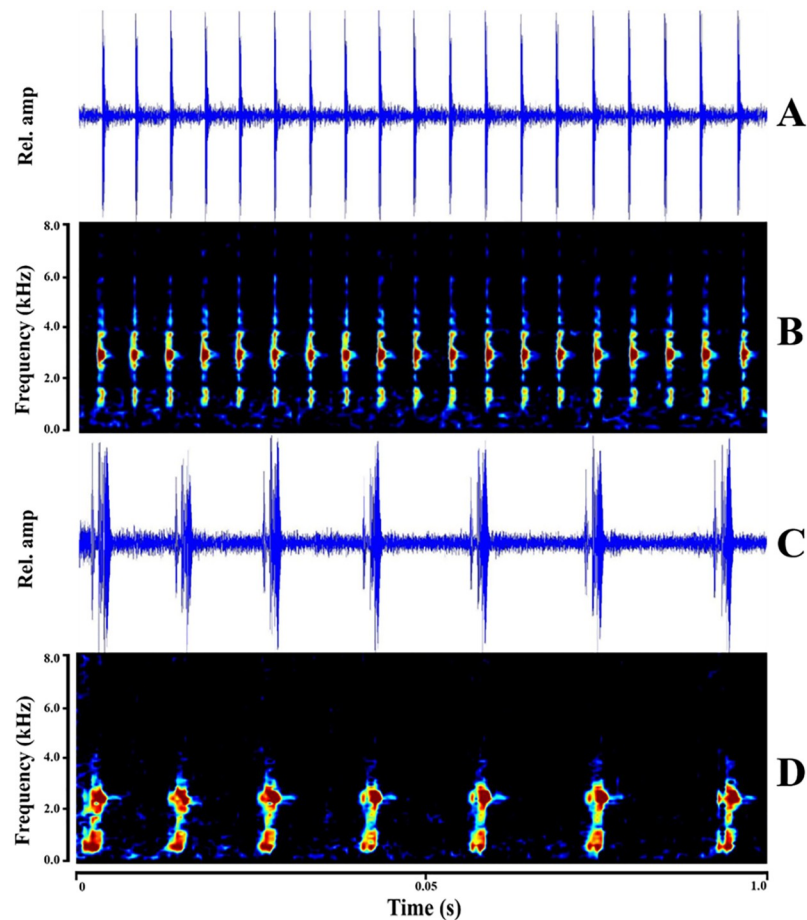 Rel. amp
A
8.0
6.0
4.0
2.0
0.0
Frequency (kHz)
B
Rel. amp
C
8.0
6.0
4.0
2.0
0.0
Frequency (kHz)
D
0 0.05 1.0
Time (s)